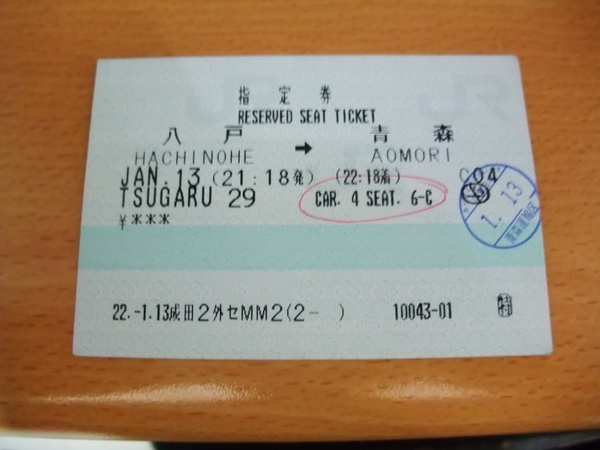 指定券
RESERVED SEAT TICKET
八戸 ➡ 青森
HACHINOHE AOMORI
JAN.13 (21:18発) (22:18着) C04
TSUGARU 29 CAR. 4 SEAT. 6-C
¥***
1.13
22.-1.13成田2外セMM2(2- ) 10043-01